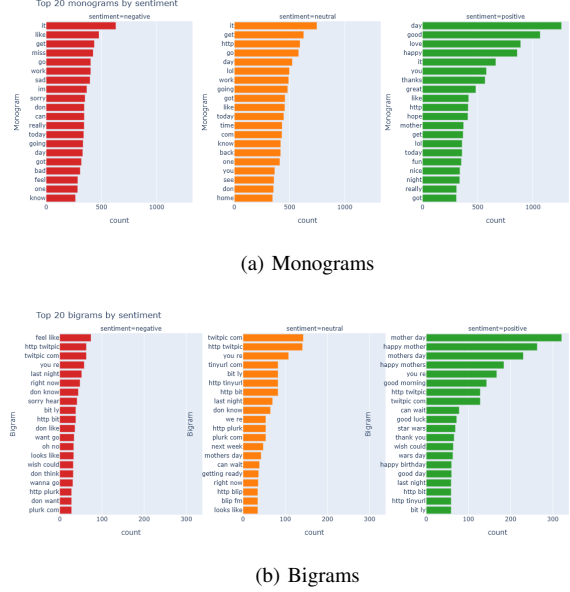 Top 20 monograms by sentiment
sentiment=negative
Monogram
it
like
get
miss
go
work
sad
im
sorry
don
can
really
today
going
day
got
bad
feel
one
know
0
500
1000
count
sentiment=neutral
Monogram
it
get
http
go
day
lol
work
going
got
like
today
time
com
know
back
one
you
see
don
home
0
500
1000
count
sentiment=positive
Monogram
day
good
love
happy
it
you
thanks
great
like
http
hope
mother
get
lol
today
fun
nice
night
really
got
0
500
1000
count
(a) Monograms
Top 20 bigrams by sentiment
sentiment=negative
Bigram
feel like
http twitpic
twitpic com
you re
last night
right now
don know
sorry hear
bit ly
http bit
don like
want go
oh no
looks like
wish could
don think
wanna go
http plurk
don want
plurk com
0
100
200
300
count
sentiment=neutral
Bigram
twitpic com
http twitpic
you re
tinyurl com
bit ly
http tinyurl
http bit
last night
don know
we re
http plurk
plurk com
next week
mothers day
can wait
getting ready
right now
http blip
blip fm
looks like
0
100
200
300
count
sentiment=positive
Bigram
mother day
happy mother
mothers day
happy mothers
you re
good morning
http twitpic
twitpic com
can wait
good luck
star wars
thank you
wish could
wars day
happy birthday
good day
last night
http bit
http tinyurl
bit ly
0
100
200
300
count
(b) Bigrams